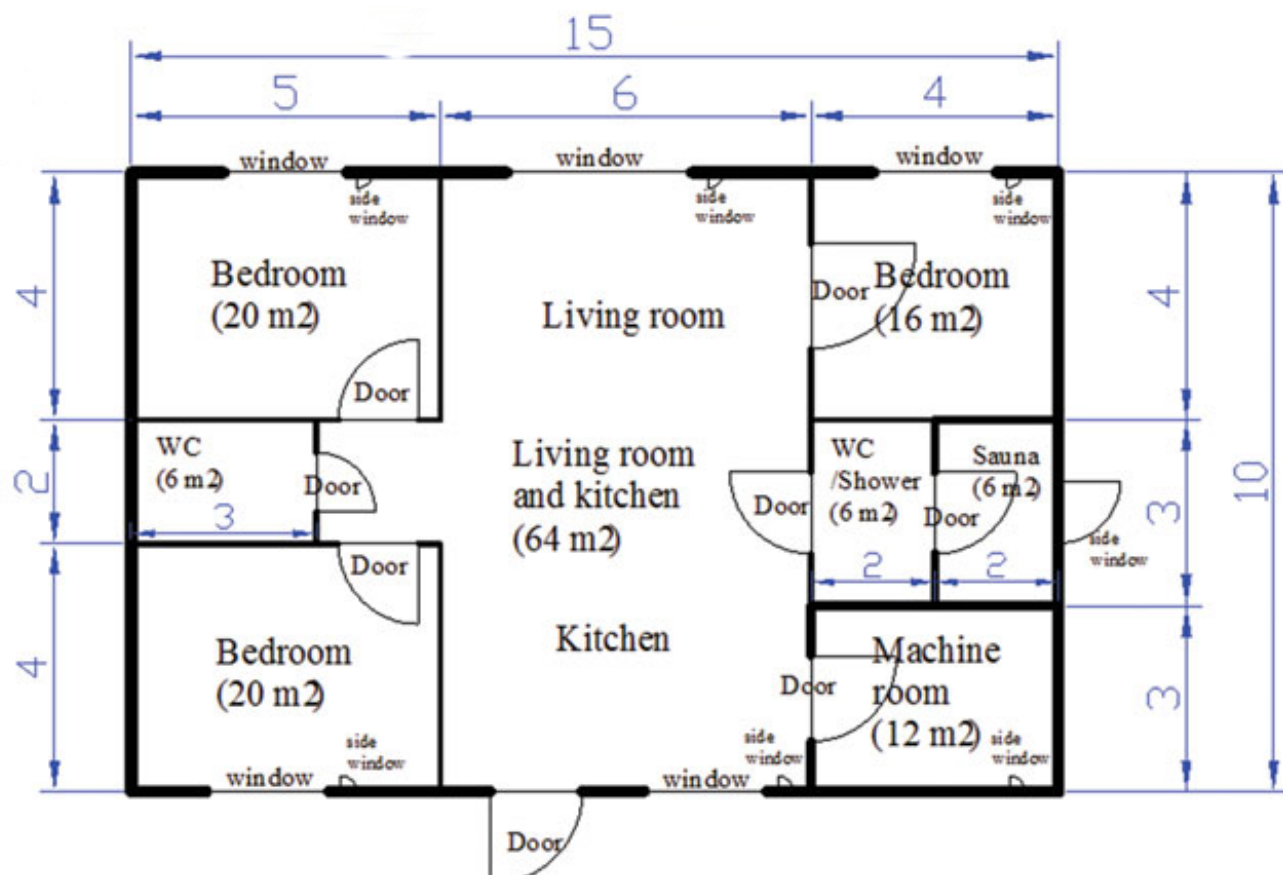 15
5
6
4
window
window
window
side
window
side
window
side
window
4
Bedroom
(20 m2)
Living room
Door
Bedroom
(16 m2)
4
10
Door
2
WC
(6 m2)
3
Door
Living room
and kitchen
(64 m2)
Door
WC
/Shower
(6 m2)
2
Door
Sauna
(6 m2)
2
side
window
3
Door
4
Bedroom
(20 m2)
Kitchen
Door
Machine
room
(12 m2)
3
side
window
side
window
side
window
window
window
Door